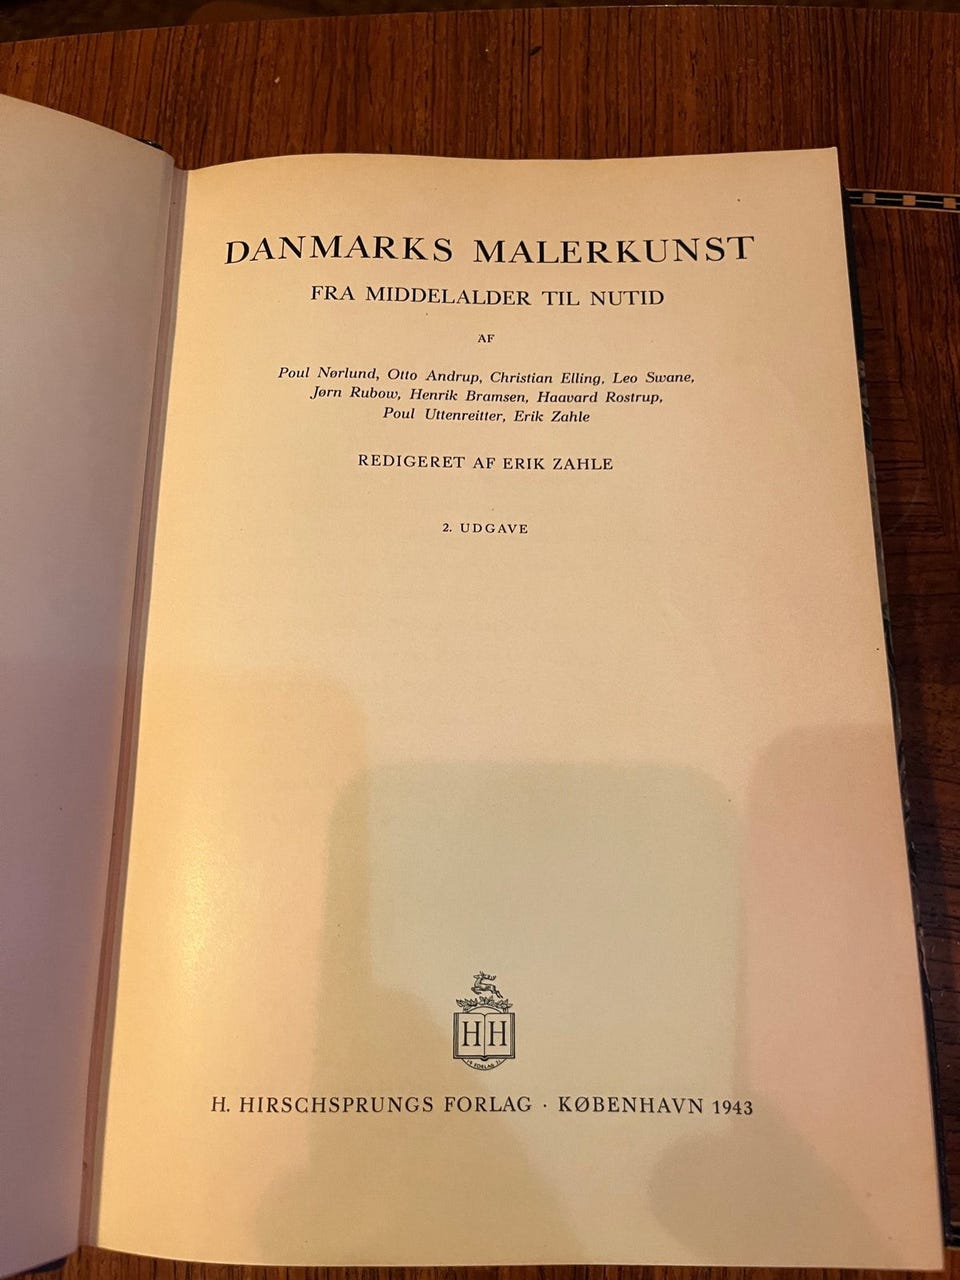 DANMARKS MALERKUNST
FRA MIDDELALDER TIL NUTID
AF
Poul Nørlund, Otto Andrup, Christian Elling, Leo Swane,
Jørn Rubow, Henrik Bramsen, Haavard Rostrup,
Poul Uttenreitter, Erik Zahle
REDIGERET AF ERIK ZAHLE
2. UDGAVE
H H
FORLAG
H. HIRSCHSPRUNGS FORLAG · KØBENHAVN 1943